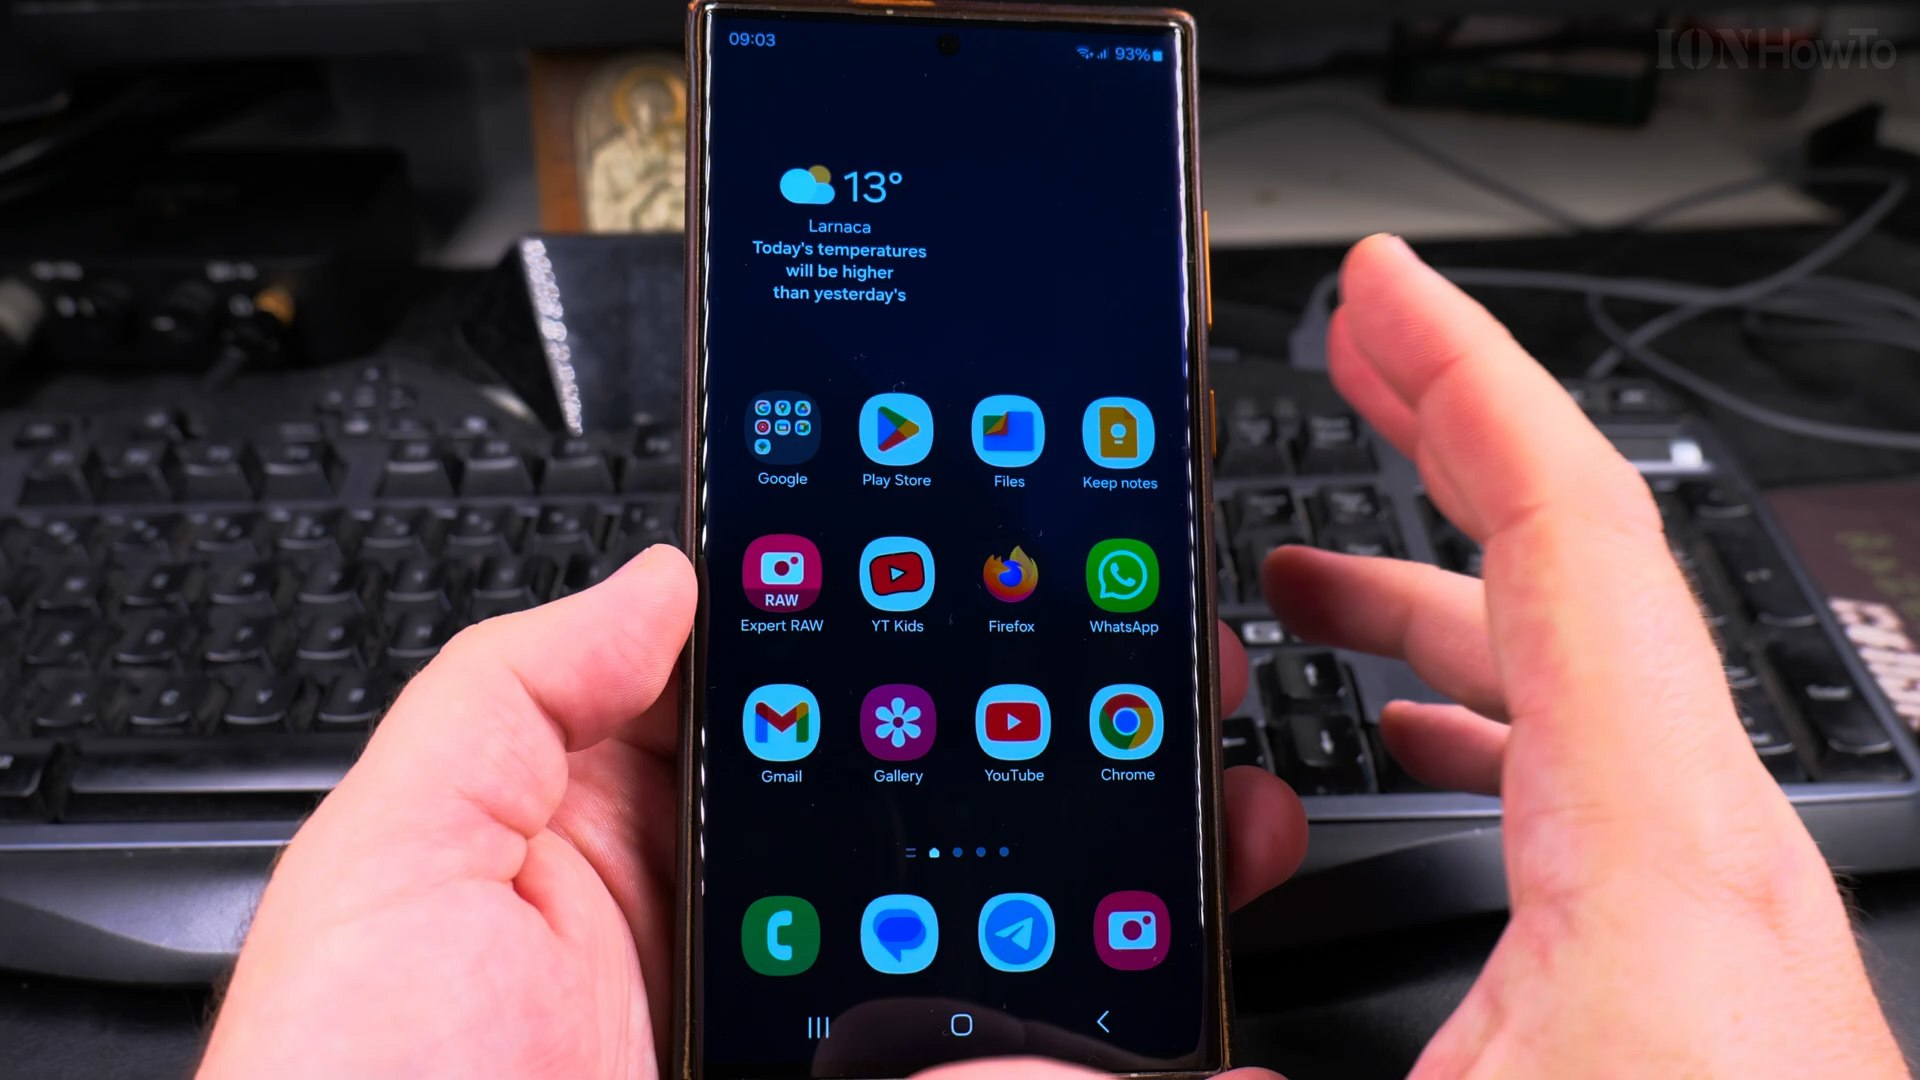 IONHowTo
09:03
93%
13°
Larnaca
Today's temperatures
will be higher
than yesterday's
Google
Play Store
Files
Keep notes
RAW
Expert RAW
YT Kids
Firefox
WhatsApp
Gmail
Gallery
YouTube
Chrome